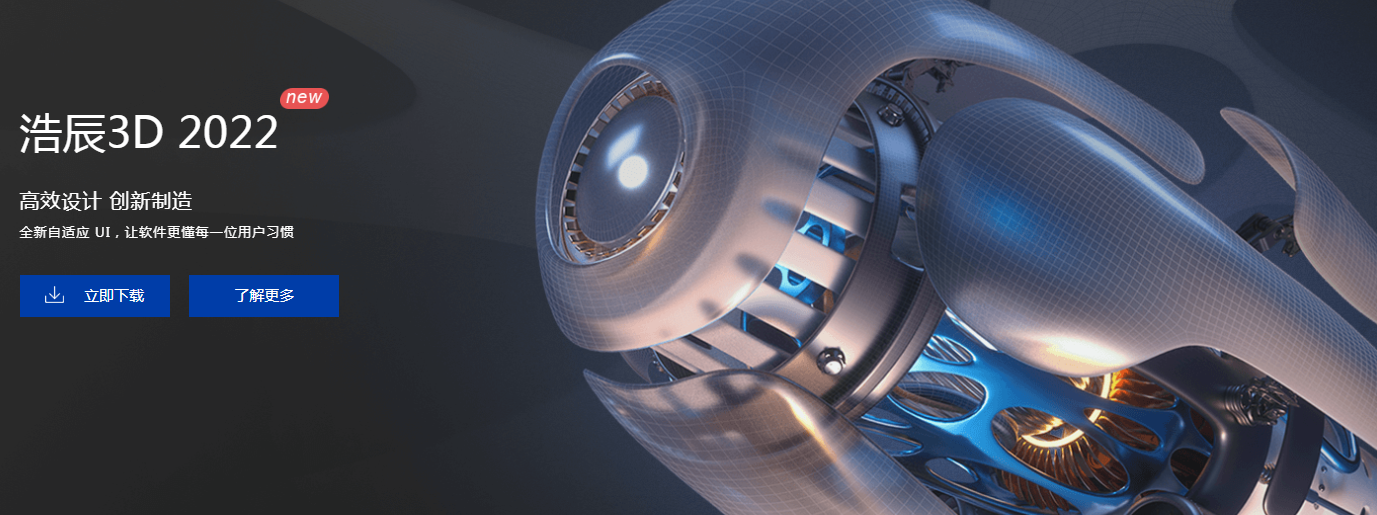 new
浩辰3D 2022
高效设计 创新制造
全新自适应 UI，让软件更懂每一位用户习惯
立即下载
了解更多